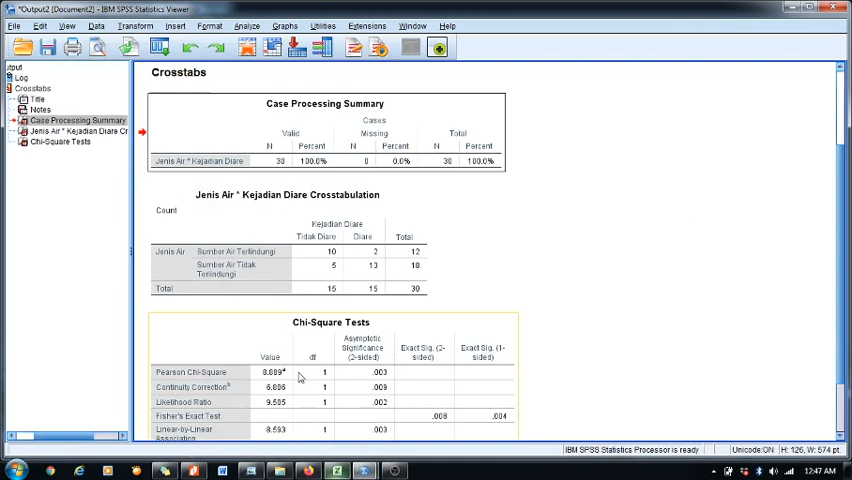 *Output2 [Document2] - IBM SPSS Statistics Viewer
File Edit View Data Transform Insert Format Analyze Graphs Utilities Extensions Window Help
utput
Log
Crosstabs
Title
Notes
Case Processing Summary
Jenis Air * Kejadian Diare Cr
Chi-Square Tests
Crosstabs
Case Processing Summary
Cases
Valid Missing Total
N Percent N Percent N Percent
Jenis Air * Kejadian Diare 30 100.0% 0 0.0% 30 100.0%
Jenis Air * Kejadian Diare Crosstabulation
Count
Kejadian Diare
Tidak Diare Diare Total
Jenis Air Sumber Air Terlindungi 10 2 12
Sumber Air Tidak 5 13 18
Terlindungi
Total 15 15 30
Chi-Square Tests
Asymptotic
Significance Exact Sig. (2- Exact Sig. (1-
Value df (2-sided) sided) sided)
Pearson Chi-Square 8.889a 1 .003
Continuity Correctionb 6.806 1 .009
Likelihood Ratio 9.505 1 .002
Fisher's Exact Test .008 .004
Linear-by-Linear 8.593 1 .003
Association
IBM SPSS Statistics Processor is ready Unicode:ON H: 126, W: 574 pt.
12:47 AM